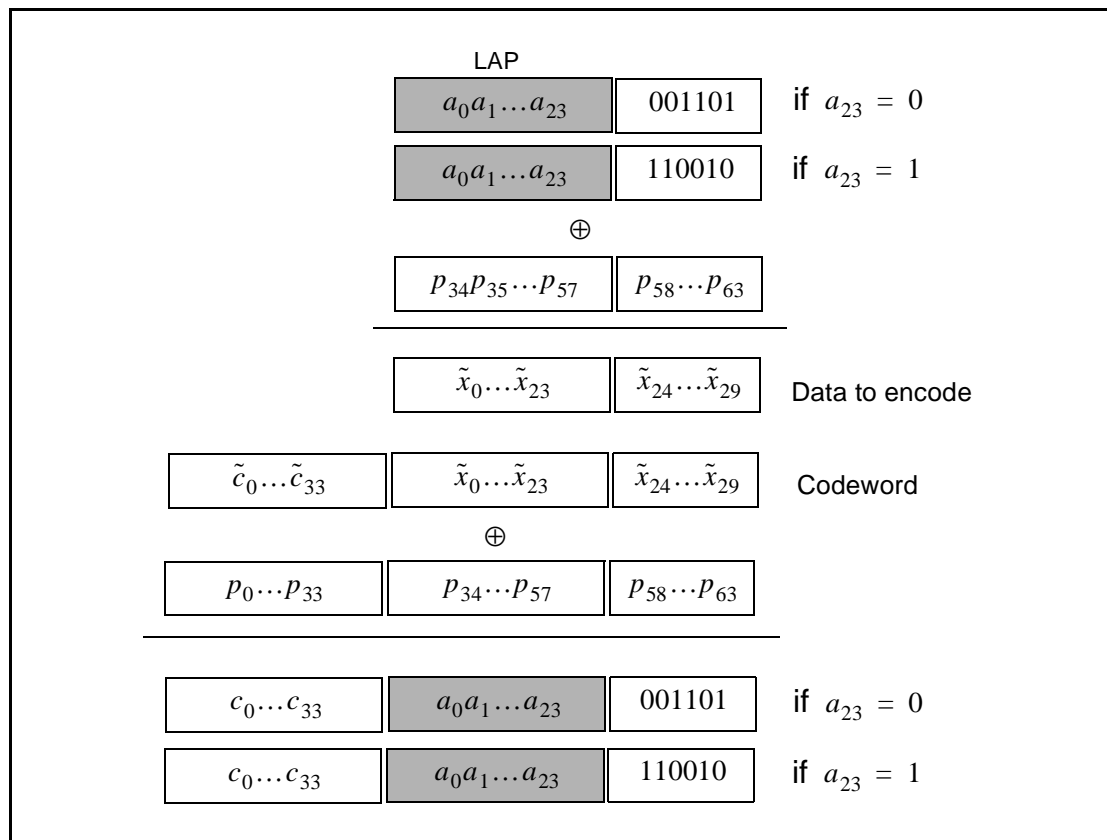 LAP
a₀a₁…a₂₃ 001101 if a₂₃ = 0
a₀a₁…a₂₃ 110010 if a₂₃ = 1
⊕
p₃₄p₃₅…p₅₇ p₅₈…p₆₃
x̃₀…x̃₂₃ x̃₂₄…x̃₂₉ Data to encode
c̃₀…c̃₃₃ x̃₀…x̃₂₃ x̃₂₄…x̃₂₉ Codeword
⊕
p₀…p₃₃ p₃₄…p₅₇ p₅₈…p₆₃
c₀…c₃₃ a₀a₁…a₂₃ 001101 if a₂₃ = 0
c₀…c₃₃ a₀a₁…a₂₃ 110010 if a₂₃ = 1